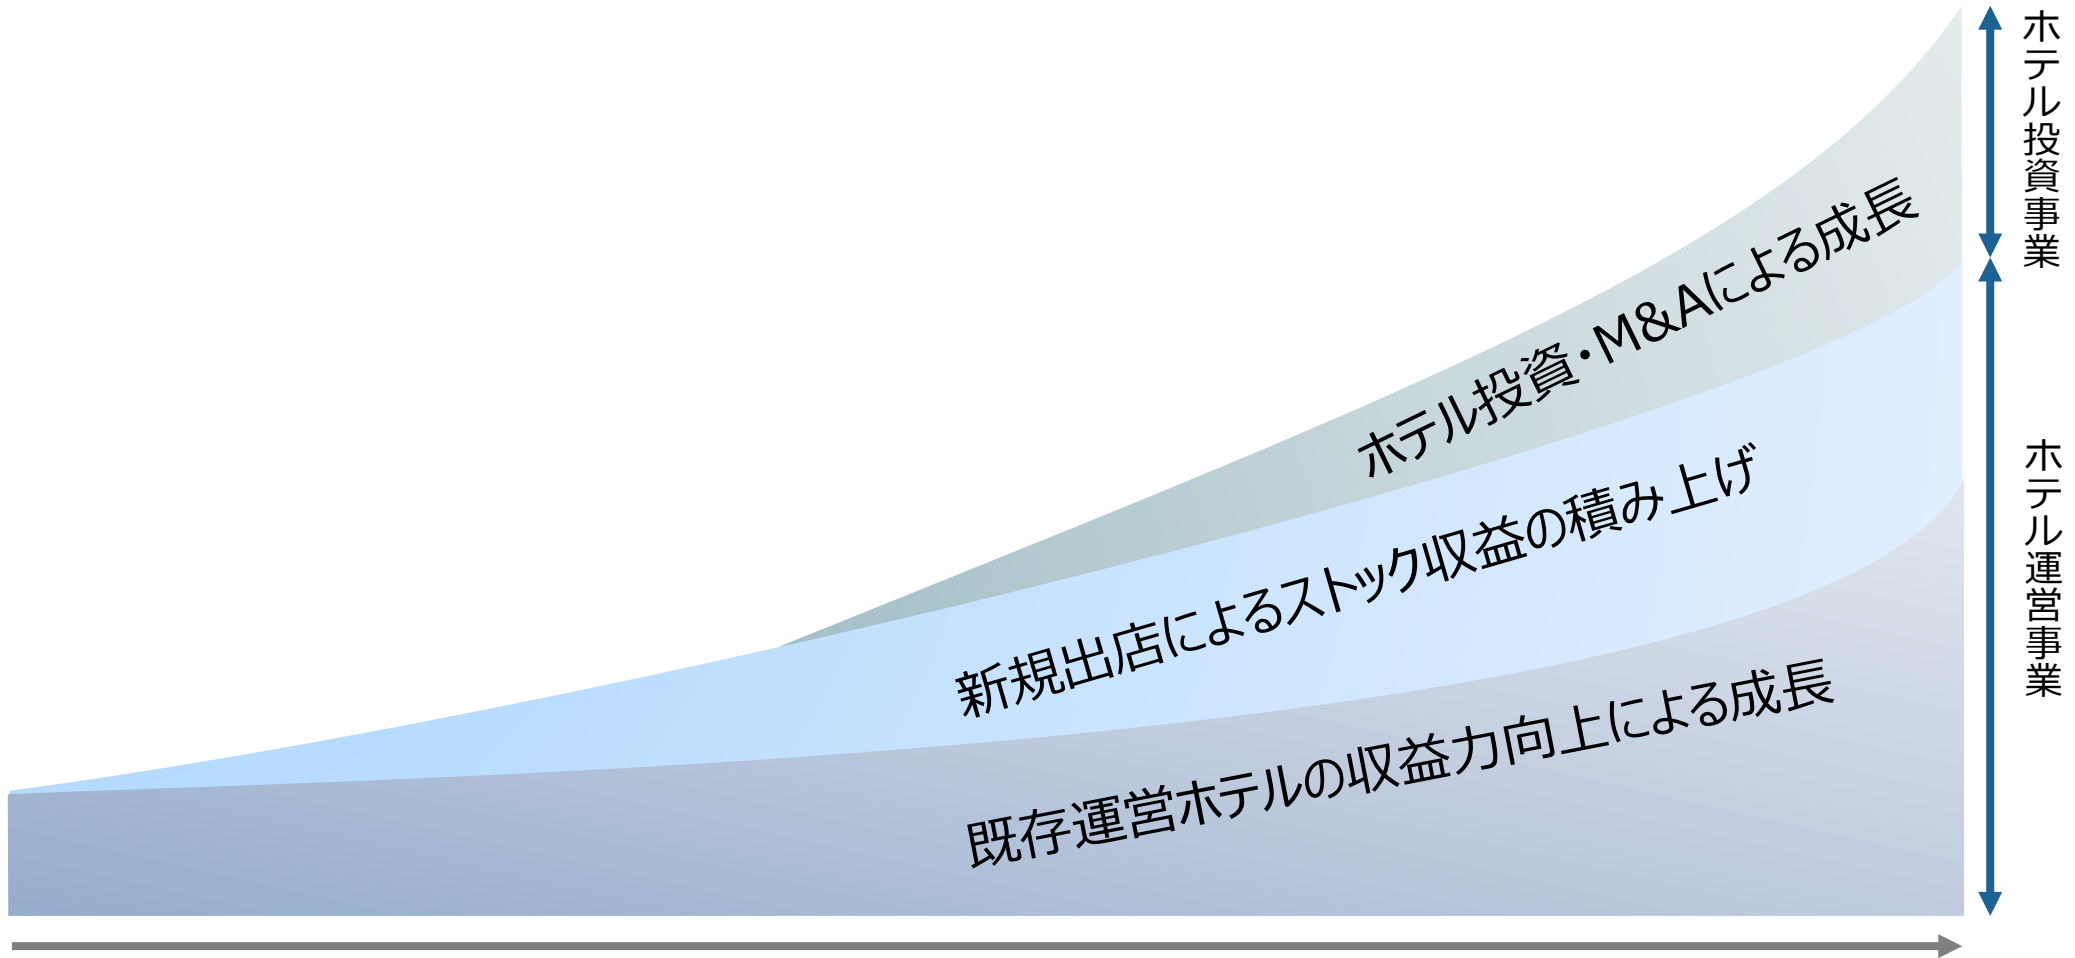 ホテル投資事業
ホテル投資・M&Aによる成長
新規出店によるストック収益の積み上げ
ホテル運営事業
既存運営ホテルの収益力向上による成長